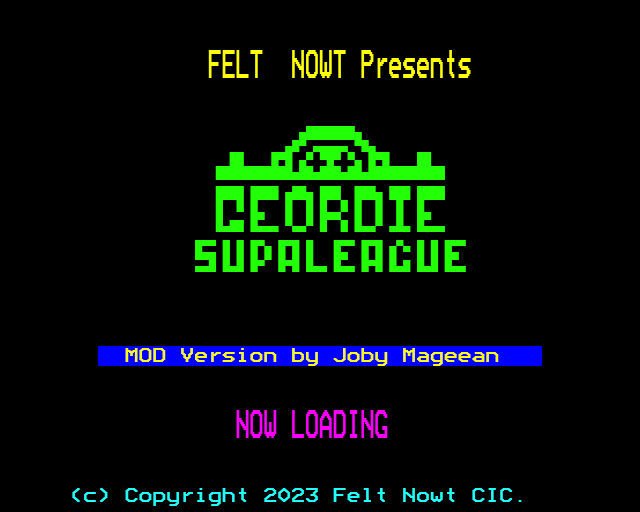 FELT NOWT Presents
GEORDIE
SUPALEAGUE
MOD Version by Joby Mageean
NOW LOADING
(c) Copyright 2023 Felt Nowt CIC.